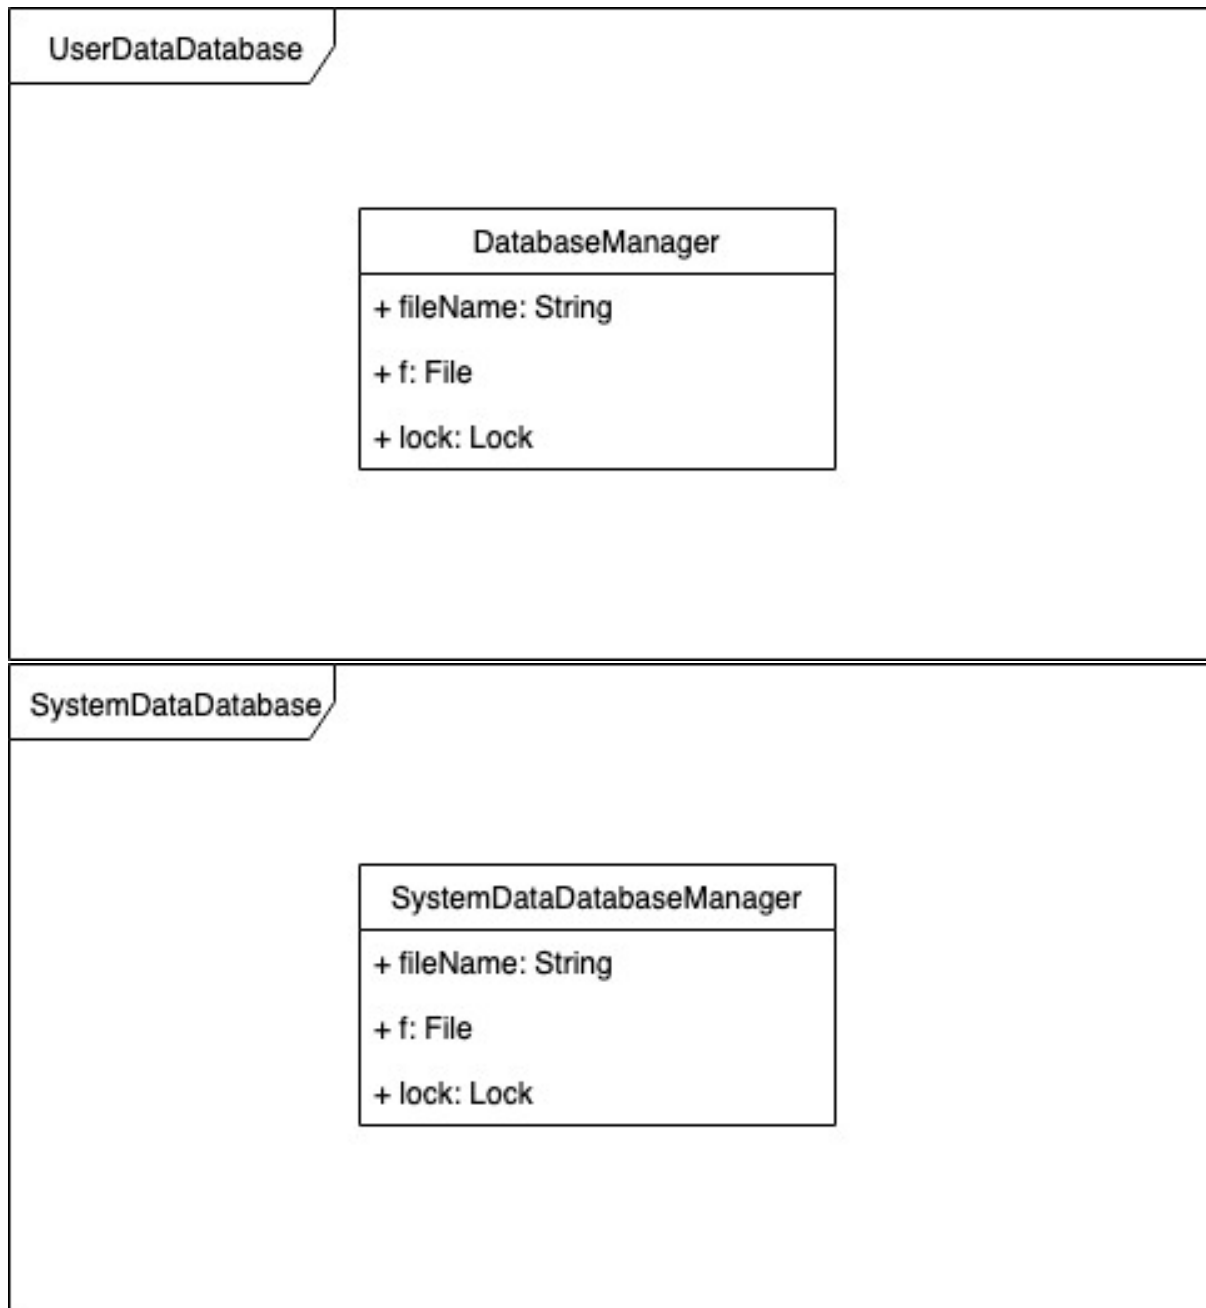 UserDataDatabase
DatabaseManager
+ fileName: String
+ f: File
+ lock: Lock
SystemDataDatabase
SystemDataDatabaseManager
+ fileName: String
+ f: File
+ lock: Lock